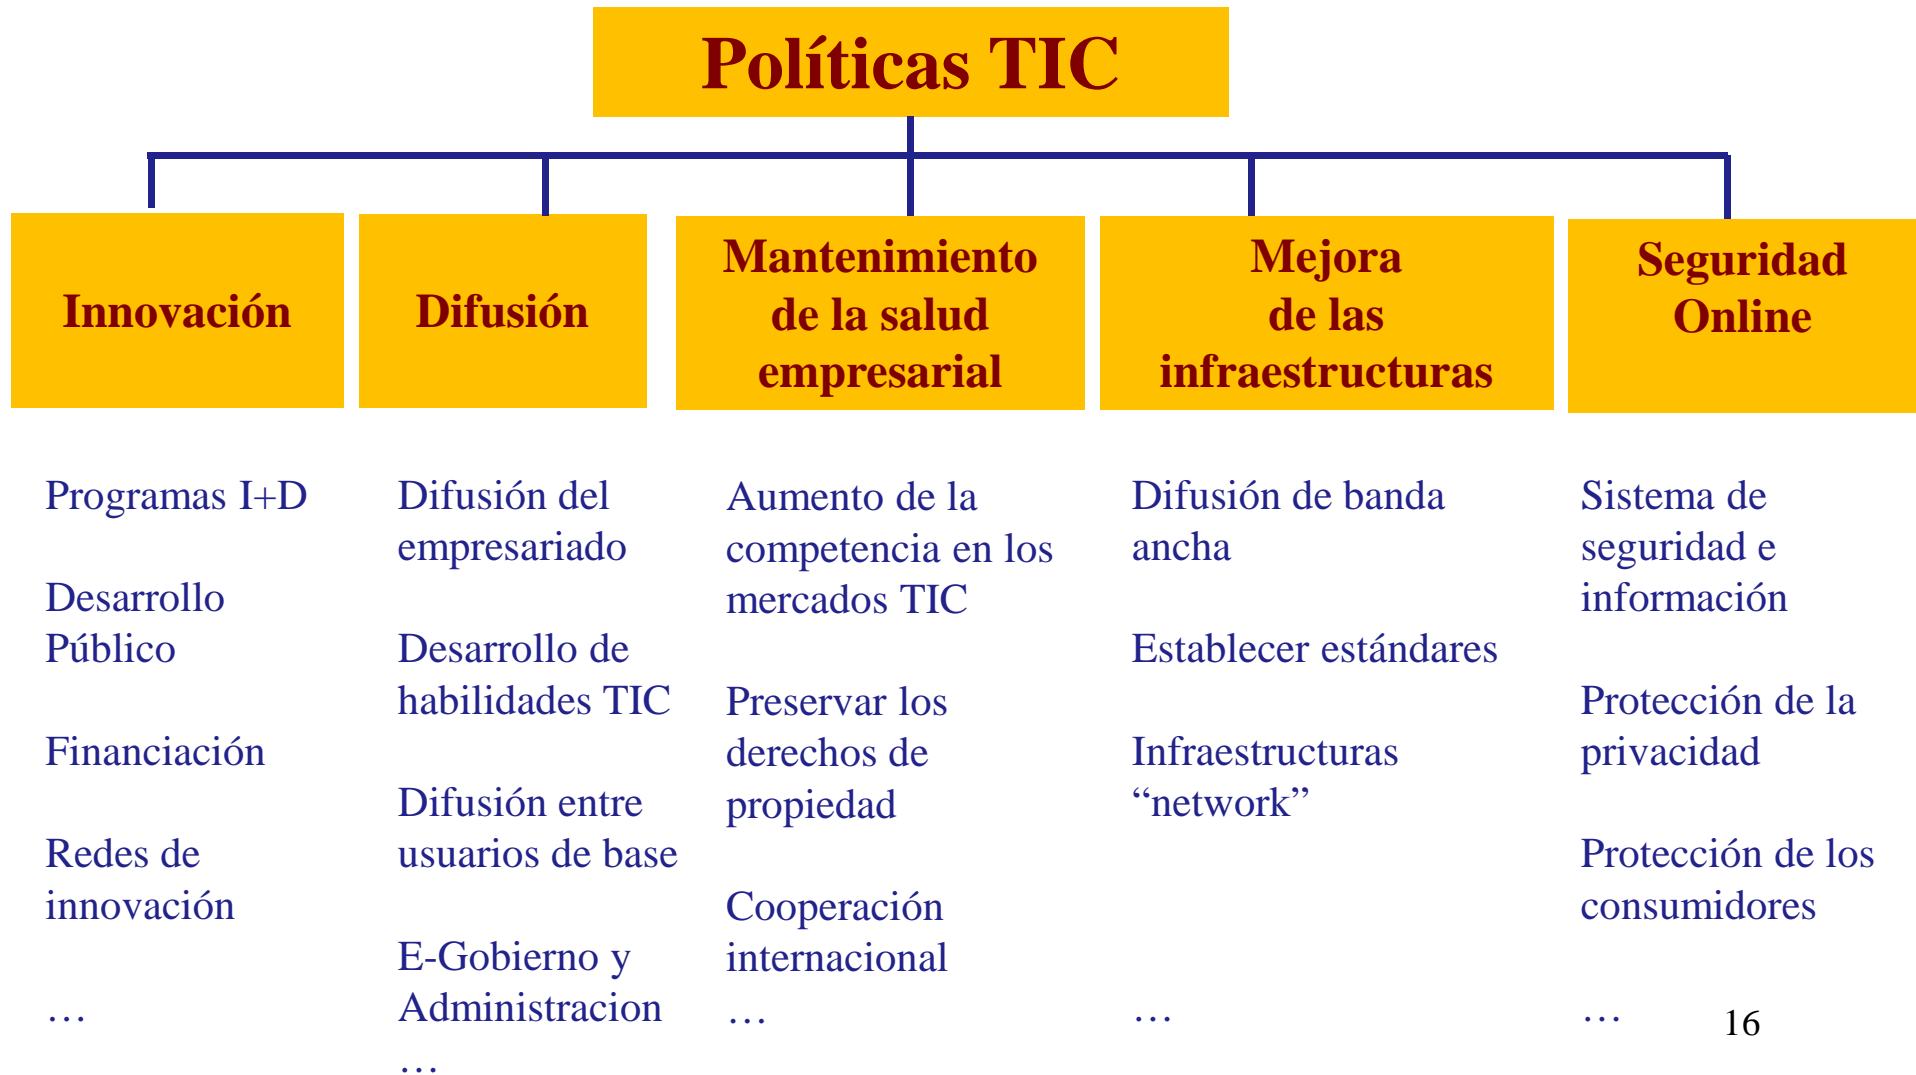 Políticas TIC
Innovación
Difusión
Mantenimiento
de la salud
empresarial
Mejora
de las
infraestructuras
Seguridad
Online
Programas I+D
Desarrollo
Público
Financiación
Redes de
innovación
…
Difusión del
empresariado
Desarrollo de
habilidades TIC
Difusión entre
usuarios de base
E-Gobierno y
Administracion
…
Aumento de la
competencia en los
mercados TIC
Preservar los
derechos de
propiedad
Cooperación
internacional
…
Difusión de banda
ancha
Establecer estándares
Infraestructuras
“network”
…
Sistema de
seguridad e
información
Protección de la
privacidad
Protección de los
consumidores
…
16